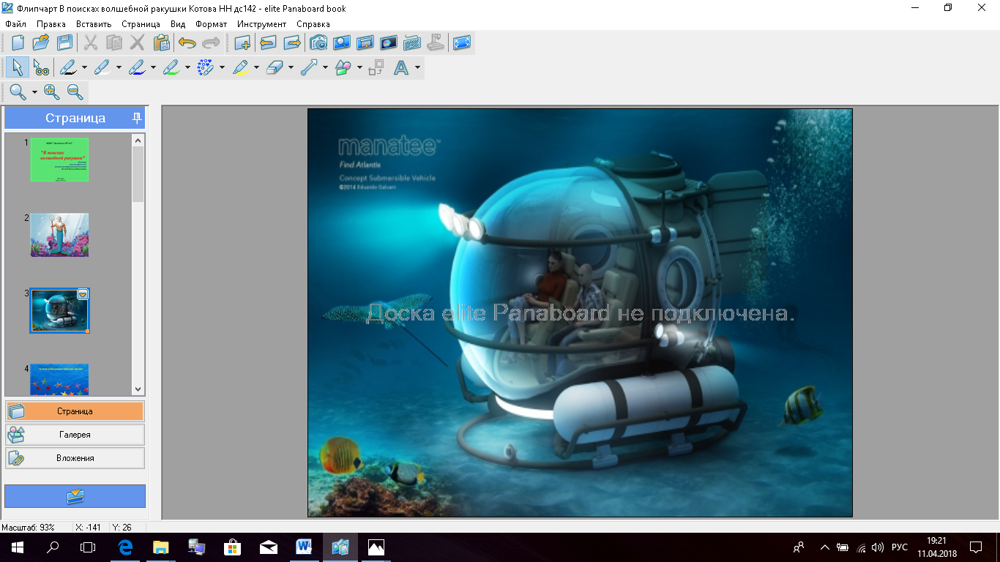 Флипчарт В поисках волшебной ракушки Котова НН дс142 - elite Panaboard book
Файл Правка Вставить Страница Вид Формат Инструмент Справка
Страница
1
"В поисках
волшебной ракушки"
2
3
4
Страница
Галерея
Вложения
manatee™
Find Atlantis
Concept Submersible Vehicle
©2014 Eduardo Galvani
Доска elite Panaboard не подключена.
Масштаб: 93% X: -141 Y: 26
РУС
19:21
11.04.2018